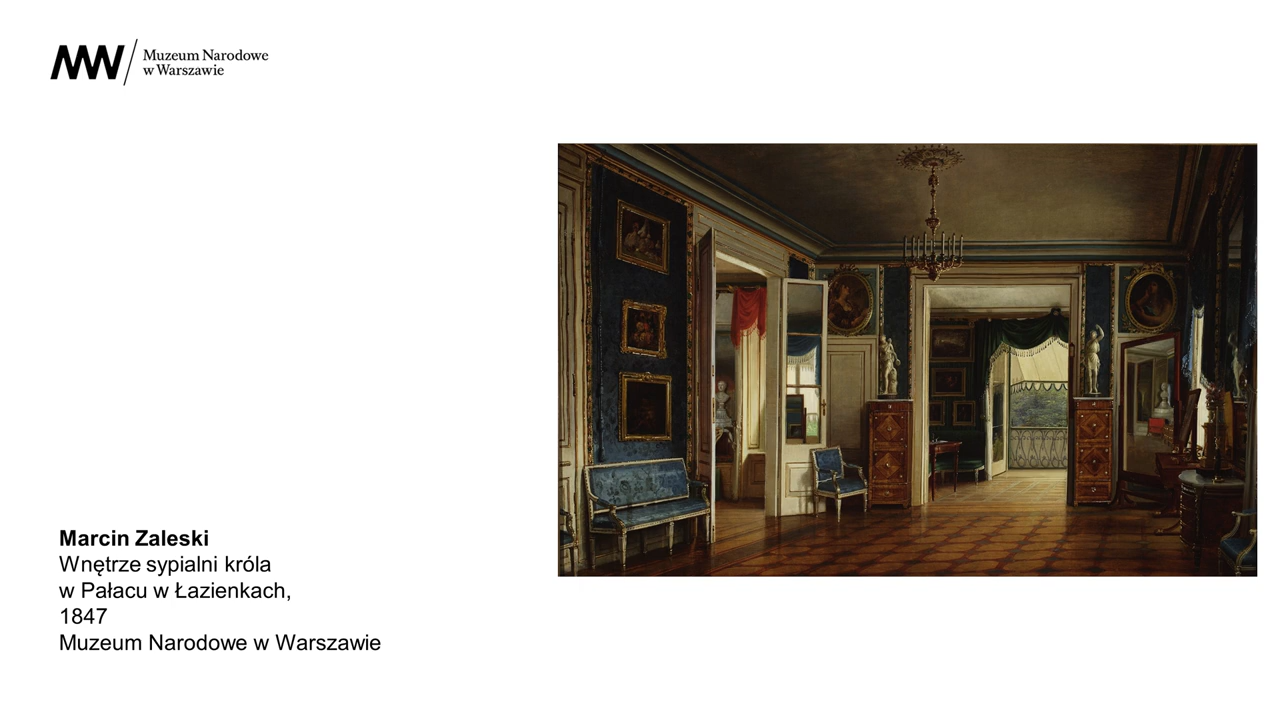 MNW
Muzeum Narodowe
w Warszawie
Marcin Zaleski
Wnętrze sypialni króla
w Pałacu w Łazienkach,
1847
Muzeum Narodowe w Warszawie